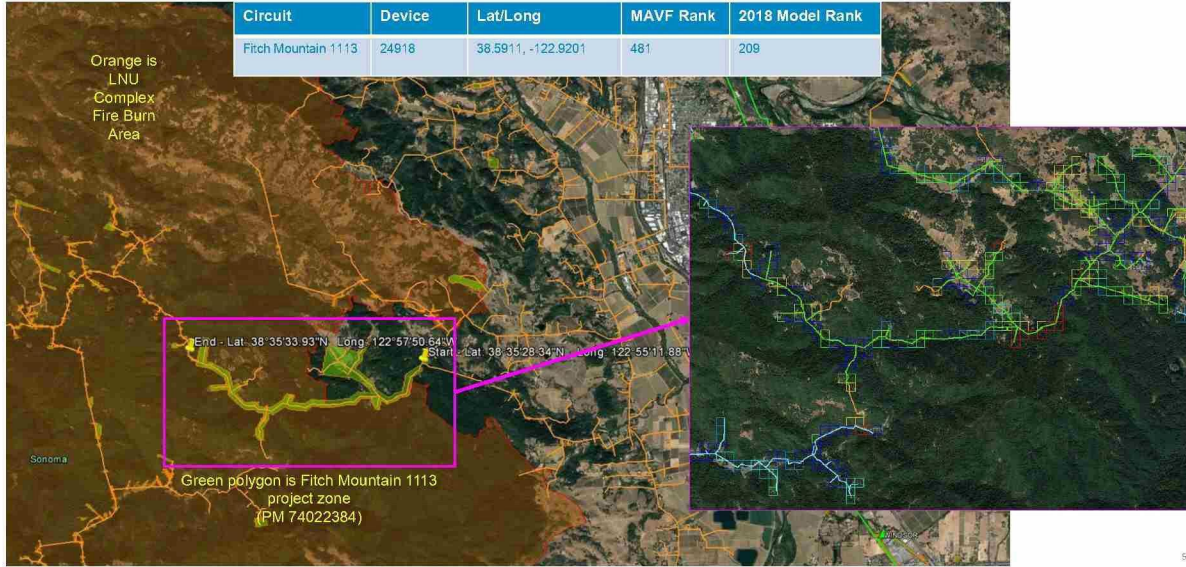 Circuit Device Lat/Long MAVF Rank 2018 Model Rank
Fitch Mountain 1113 24918 38.5911, -122.9201 481 209
Orange is
LNU
Complex
Fire Burn
Area
End - Lat 38°35'33.93"N Long- 122°57'50.64"W
Start - Lat 38°35'28.34"N Long 122°55'11.88"W
Sonoma
Green polygon is Fitch Mountain 1113
project zone
(PM 74022384)
WINDSOR